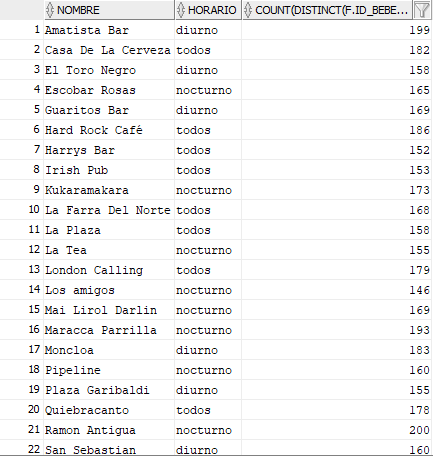 NOMBRE HORARIO COUNT(DISTINCT(F.ID_BEBE...
1 Amatista Bar diurno 199
2 Casa De La Cerveza todos 182
3 El Toro Negro diurno 158
4 Escobar Rosas nocturno 165
5 Guaritos Bar diurno 169
6 Hard Rock Café todos 186
7 Harrys Bar todos 152
8 Irish Pub todos 153
9 Kukaramakara nocturno 173
10 La Farra Del Norte todos 168
11 La Plaza todos 158
12 La Tea nocturno 155
13 London Calling todos 179
14 Los amigos nocturno 146
15 Mai Lirol Darlin nocturno 169
16 Maracca Parrilla nocturno 193
17 Moncloa diurno 183
18 Pipeline nocturno 160
19 Plaza Garibaldi diurno 155
20 Quiebracanto todos 178
21 Ramon Antigua nocturno 200
22 San Sebastian diurno 160